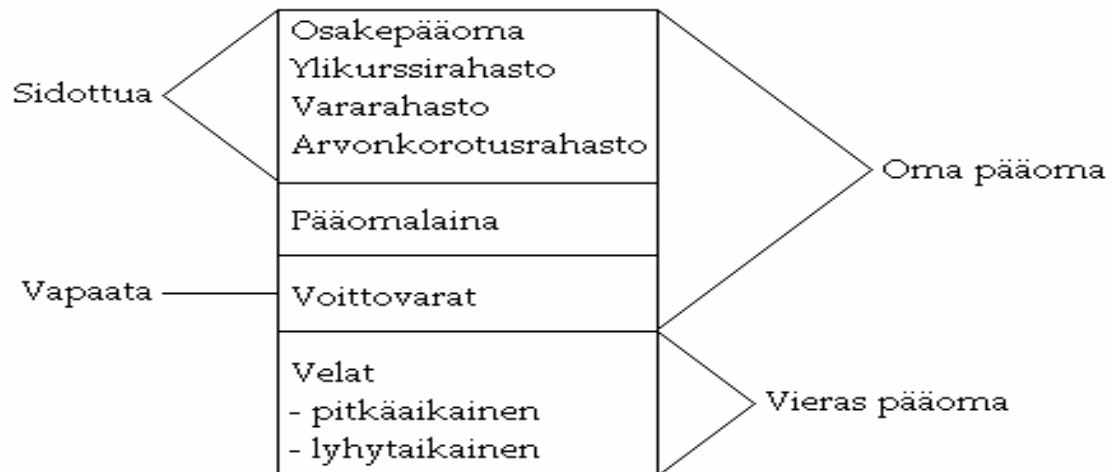 Sidottua
Osakepääoma
Ylikurssirahasto
Vararahasto
Arvonkorotusrahasto
Pääomalaina
Oma pääoma
Vapaata
Voittovarat
Velat
- pitkäaikainen
- lyhytaikainen
Vieras pääoma